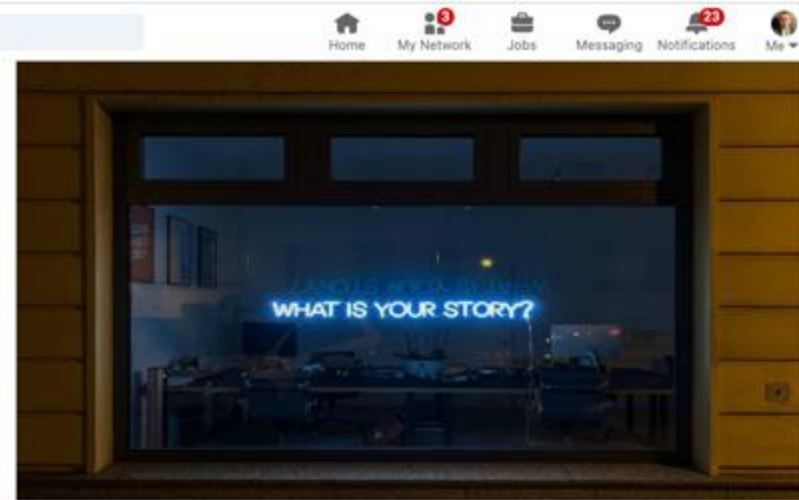 3
23
Home
My Network
Jobs
Messaging
Notifications
Me
WHAT IS YOUR STORY?